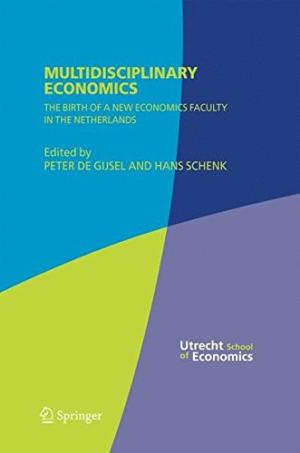 MULTIDISCIPLINARY
ECONOMICS
THE BIRTH OF A NEW ECONOMICS FACULTY
IN THE NETHERLANDS
Edited by
PETER DE GIJSEL AND HANS SCHENK
Utrecht School
of Economics
Springer